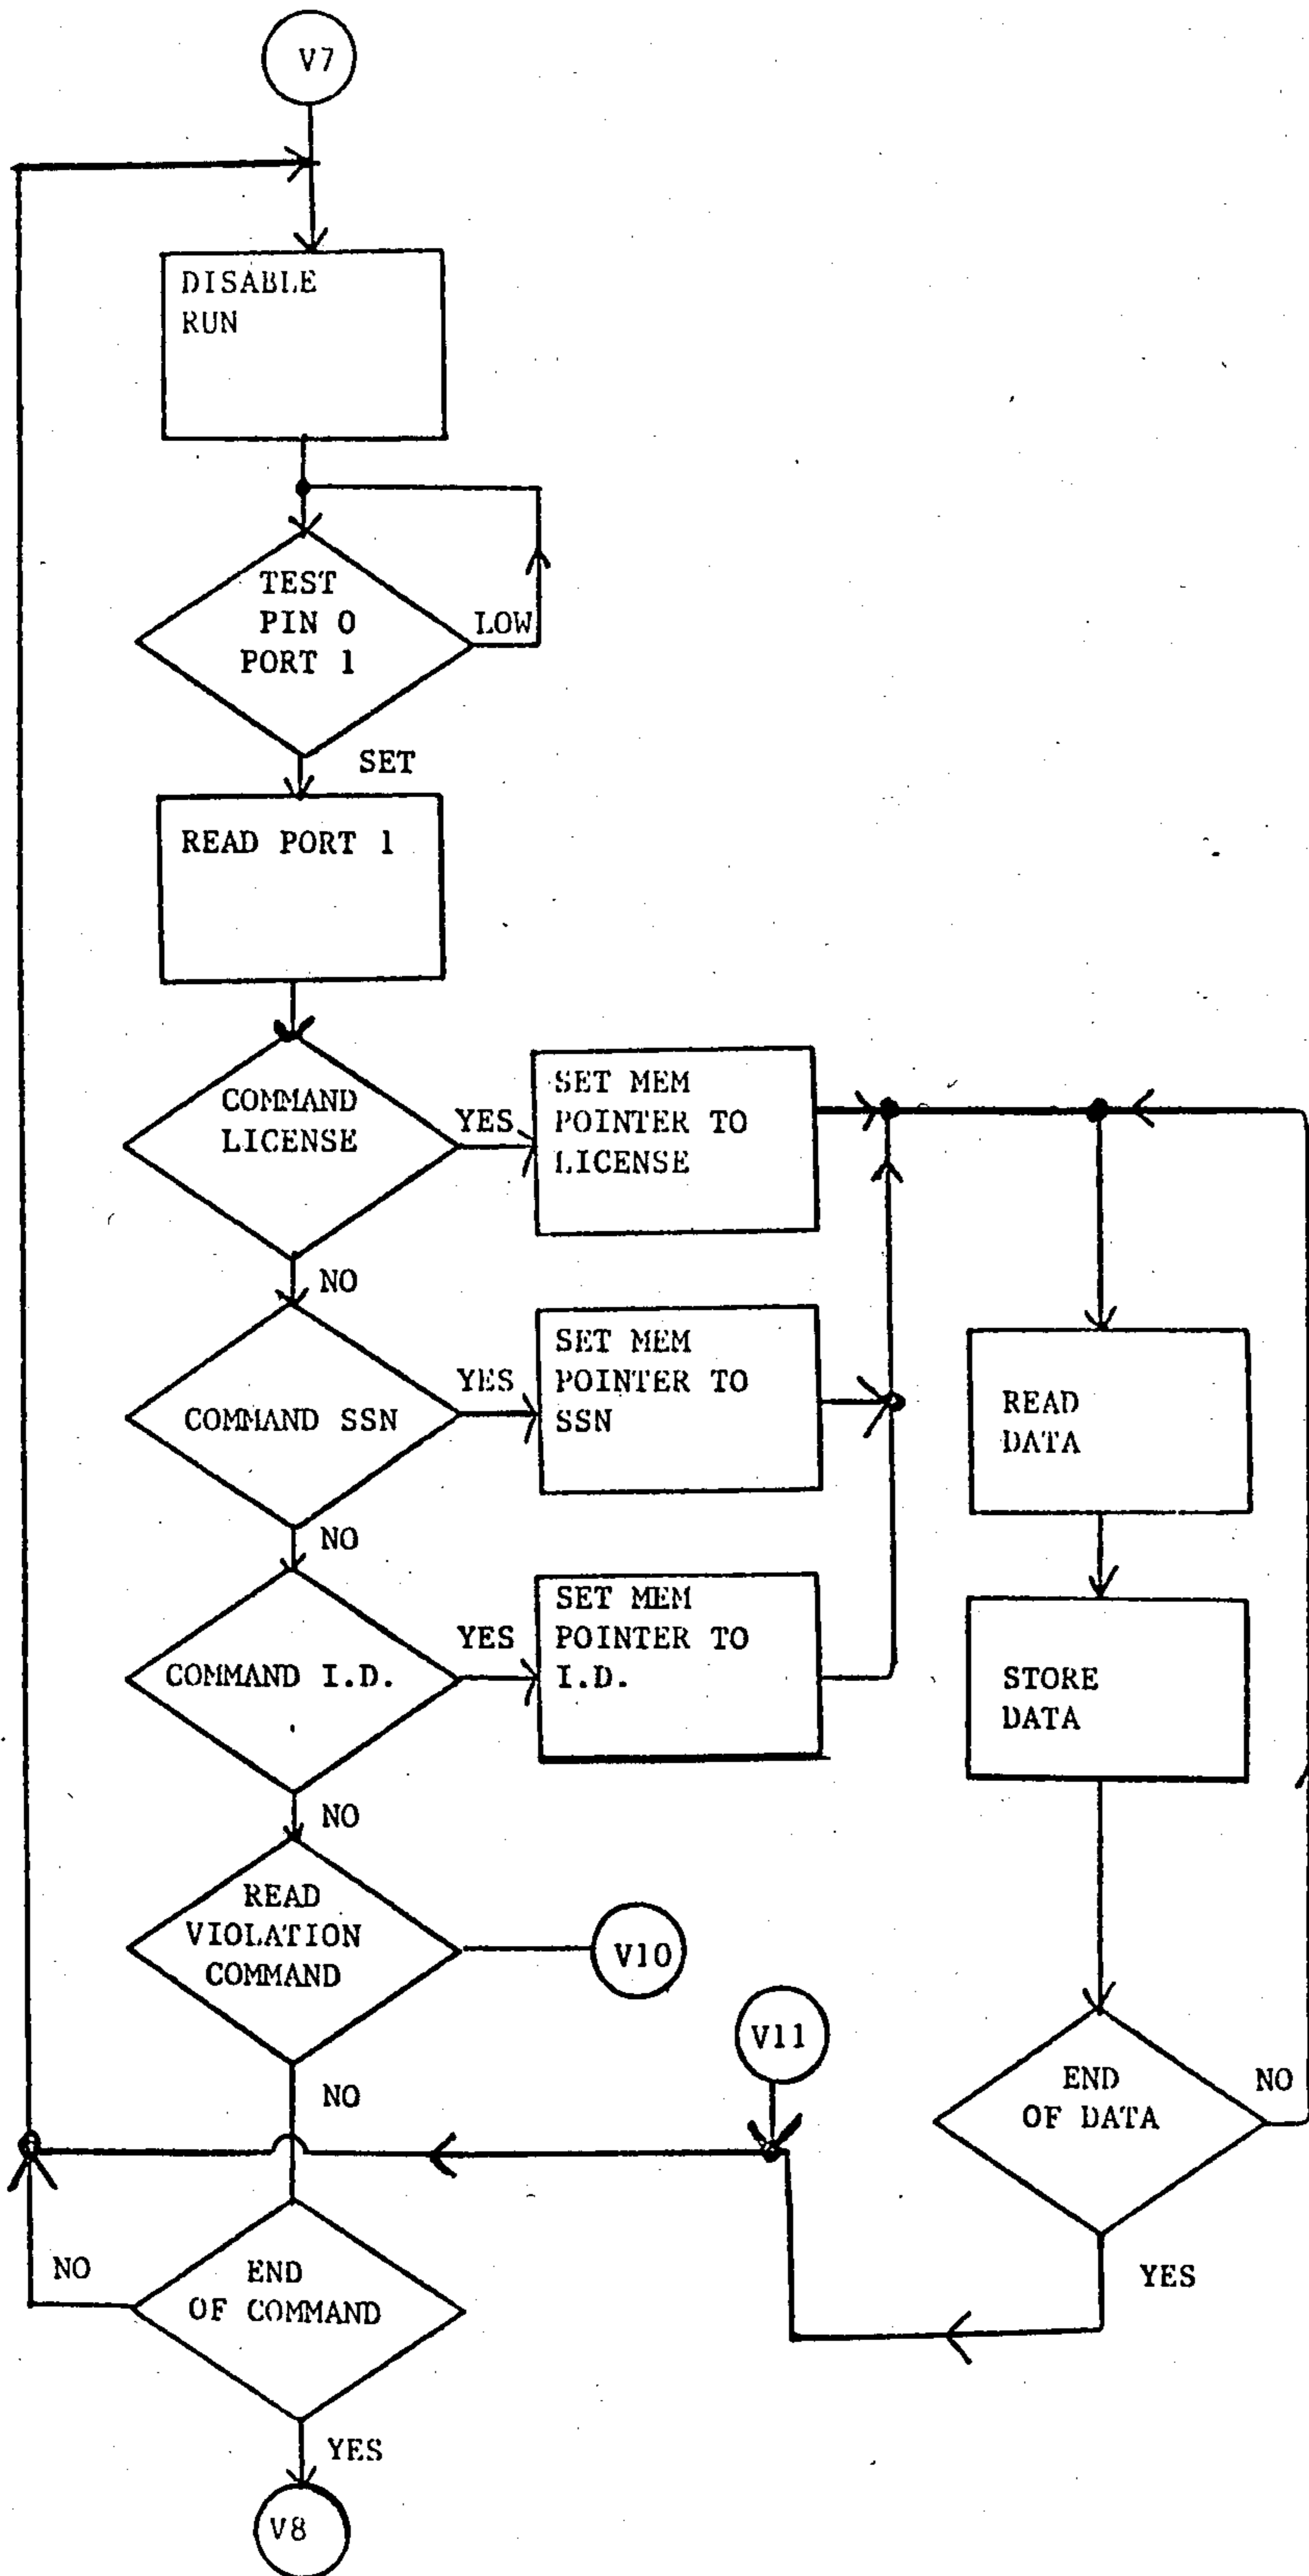 V7
DISABLE
RUN
TEST
PIN 0
PORT 1
LOW
SET
READ PORT 1
COMMAND
LICENSE
YES
SET MEM
POINTER TO
LICENSE
NO
COMMAND SSN
YES
SET MEM
POINTER TO
SSN
READ
DATA
NO
COMMAND I.D.
YES
SET MEM
POINTER TO
I.D.
STORE
DATA
NO
READ
VIOLATION
COMMAND
V10
V11
NO
END
OF DATA
NO
YES
NO
END
OF COMMAND
YES
V8